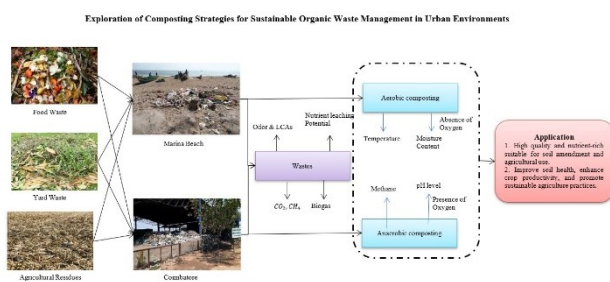 Exploration of Composting Strategies for Sustainable Organic Waste Management in Urban Environments
Food Waste
Yard Waste
Agricultural Residues
Marina Beach
Coimbatore
Odor & LCAs
Nutrient leaching
Potential
Wastes
CO₂, CH₄
Biogas
Aerobic composting
Absence of
Oxygen
Temperature
Moisture
Content
Methane
pH level
Presence of
Oxygen
Anaerobic composting
Application
1. High quality and nutrient-rich
suitable for soil amendment and
agricultural use.
2. Improve soil health, enhance
crop productivity, and promote
sustainable agriculture practices.